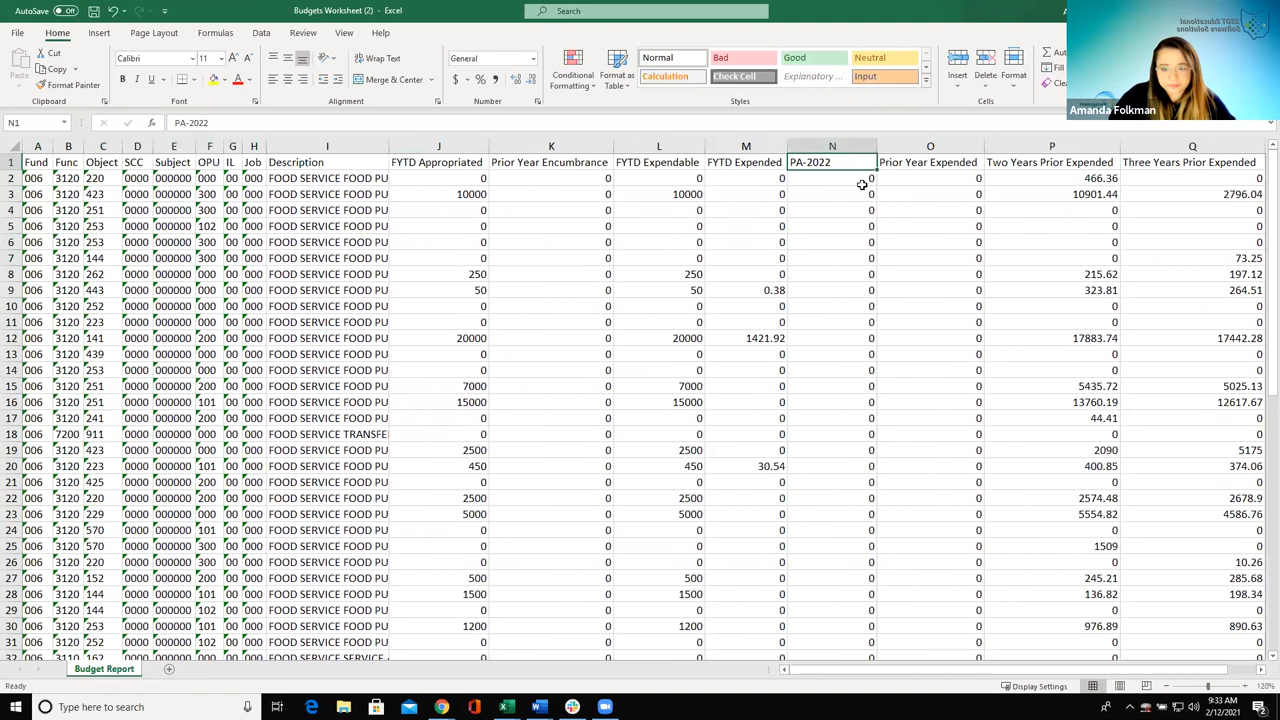 AutoSave Off Budgets Worksheet (2) - Excel Search
File Home Insert Page Layout Formulas Data Review View Help
Paste Cut Copy Format Painter Clipboard
Calibri 11 B I U Font
Merge & Center Alignment
General Number
Conditional Formatting Format as Table
Normal Bad Good Neutral
Calculation Check Cell Explanatory ... Input
Styles
Insert Delete Format Cells
SSDT Educational Software Solutions
Amanda Folkman
N1 PA-2022
A B C D E F G H I J K L M N O P Q
1 Fund Func Object SCC Subject OPU IL Job Description FYTD Appropriated Prior Year Encumbrance FYTD Expendable FYTD Expended PA-2022 Prior Year Expended Two Years Prior Expended Three Years Prior Expended
2 006 3120 220 0000 000000 000 00 000 FOOD SERVICE FOOD PU 0 0 0 0 0 0 466.36 0
3 006 3120 423 0000 000000 300 00 000 FOOD SERVICE FOOD PU 10000 0 10000 0 0 0 10901.44 2796.04
4 006 3120 251 0000 000000 300 00 000 FOOD SERVICE FOOD PU 0 0 0 0 0 0 0 0
5 006 3120 253 0000 000000 102 00 000 FOOD SERVICE FOOD PU 0 0 0 0 0 0 0 0
6 006 3120 253 0000 000000 300 00 000 FOOD SERVICE FOOD PU 0 0 0 0 0 0 0 0
7 006 3120 144 0000 000000 300 00 000 FOOD SERVICE FOOD PU 0 0 0 0 0 0 0 73.25
8 006 3120 262 0000 000000 000 00 000 FOOD SERVICE FOOD PU 250 0 250 0 0 0 215.62 197.12
9 006 3120 443 0000 000000 000 00 000 FOOD SERVICE FOOD PU 50 0 50 0.38 0 0 323.81 264.51
10 006 3120 252 0000 000000 000 00 000 FOOD SERVICE FOOD PU 0 0 0 0 0 0 0 0
11 006 3120 223 0000 000000 000 00 000 FOOD SERVICE FOOD PU 0 0 0 0 0 0 0 0
12 006 3120 141 0000 000000 200 00 000 FOOD SERVICE FOOD PU 20000 0 20000 1421.92 0 0 17883.74 17442.28
13 006 3120 439 0000 000000 000 00 000 FOOD SERVICE FOOD PU 0 0 0 0 0 0 0 0
14 006 3120 253 0000 000000 000 00 000 FOOD SERVICE FOOD PU 0 0 0 0 0 0 0 0
15 006 3120 251 0000 000000 200 00 000 FOOD SERVICE FOOD PU 7000 0 7000 0 0 0 5435.72 5025.13
16 006 3120 251 0000 000000 101 00 000 FOOD SERVICE FOOD PU 15000 0 15000 0 0 0 13760.19 12617.67
17 006 3120 241 0000 000000 200 00 000 FOOD SERVICE FOOD PU 0 0 0 0 0 0 44.41 0
18 006 7200 911 0000 000000 000 00 000 FOOD SERVICE TRANSFE 0 0 0 0 0 0 0 0
19 006 3120 423 0000 000000 000 00 000 FOOD SERVICE FOOD PU 2500 0 2500 0 0 0 2090 5175
20 006 3120 223 0000 000000 101 00 000 FOOD SERVICE FOOD PU 450 0 450 30.54 0 0 400.85 374.06
21 006 3120 425 0000 000000 200 00 000 FOOD SERVICE FOOD PU 0 0 0 0 0 0 0 0
22 006 3120 220 0000 000000 200 00 000 FOOD SERVICE FOOD PU 2500 0 2500 0 0 0 2574.48 2678.9
23 006 3120 229 0000 000000 000 00 000 FOOD SERVICE FOOD PU 5000 0 5000 0 0 0 5554.82 4586.76
24 006 3120 570 0000 000000 101 00 000 FOOD SERVICE FOOD PU 0 0 0 0 0 0 0 0
25 006 3120 570 0000 000000 300 00 000 FOOD SERVICE FOOD PU 0 0 0 0 0 0 1509 0
26 006 3120 220 0000 000000 300 00 000 FOOD SERVICE FOOD PU 0 0 0 0 0 0 0 10.26
27 006 3120 152 0000 000000 200 00 000 FOOD SERVICE FOOD PU 500 0 500 0 0 0 245.21 285.68
28 006 3120 144 0000 000000 101 00 000 FOOD SERVICE FOOD PU 1500 0 1500 0 0 0 136.82 198.34
29 006 3120 144 0000 000000 102 00 000 FOOD SERVICE FOOD PU 0 0 0 0 0 0 0 0
30 006 3120 253 0000 000000 101 00 000 FOOD SERVICE FOOD PU 1200 0 1200 0 0 0 976.89 890.63
31 006 3120 252 0000 000000 102 00 000 FOOD SERVICE FOOD PU 0 0 0 0 0 0 0 0
Budget Report
Ready Display Settings 120%
Type here to search 9:33 AM
2/12/2021